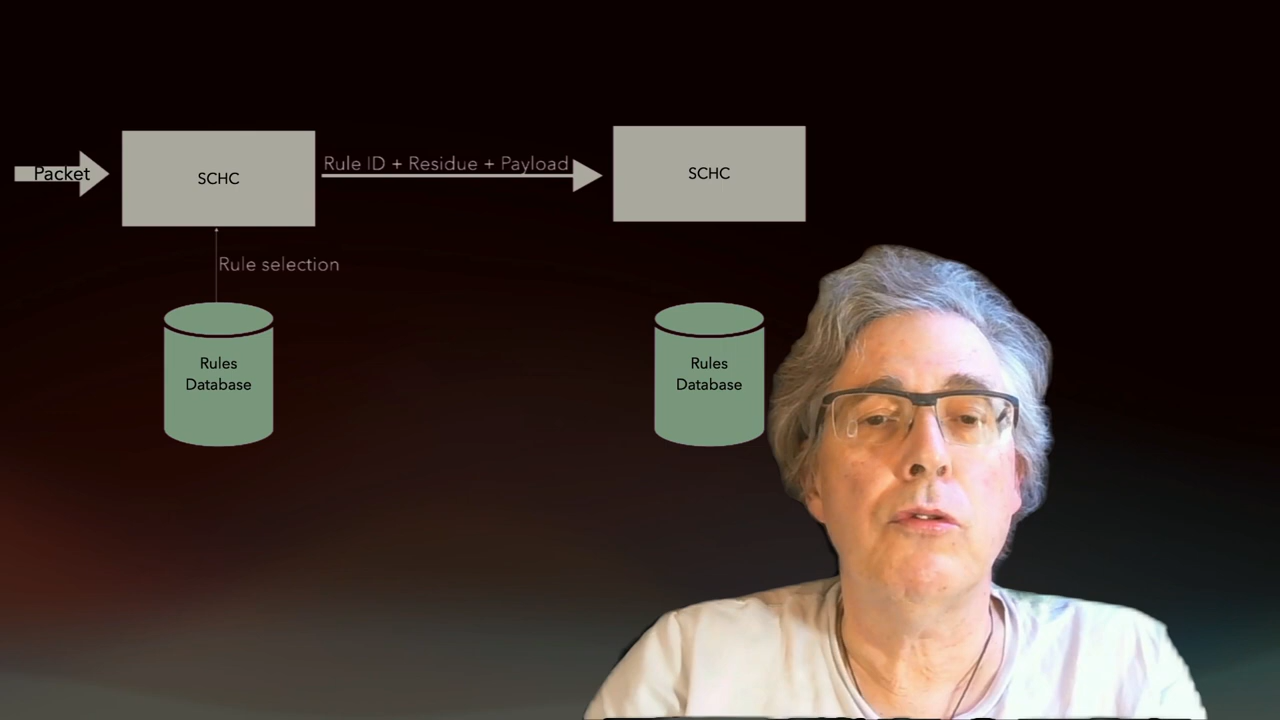 Packet
SCHC
Rule ID + Residue + Payload
SCHC
Rule selection
Rules
Database
Rules
Database